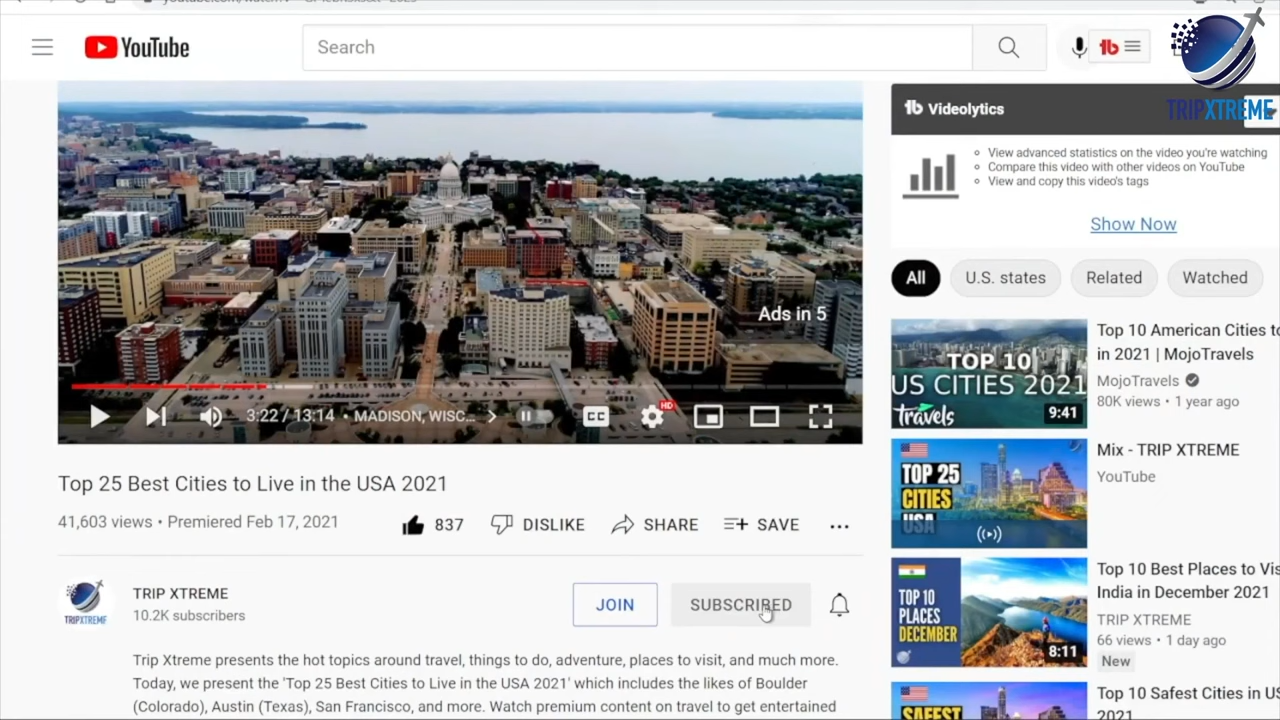 YouTube
Search
TRIPXTREME
Videolytics
View advanced statistics on the video you're watching
Compare this video with other videos on YouTube
View and copy this video's tags
Show Now
All
U.S. states
Related
Watched
Ads in 5
3:22 / 13:14 • MADISON, WISC...
CC
HD
Top 25 Best Cities to Live in the USA 2021
41,603 views • Premiered Feb 17, 2021
837
DISLIKE
SHARE
SAVE
TRIP XTREME
10.2K subscribers
TRIPXTREME
JOIN
SUBSCRIBED
Trip Xtreme presents the hot topps around travel, things to do, adventure, places to visit, and much more.
Today, we present the 'Top 25 Best Cities to Live in the USA 2021' which includes the likes of Boulder
(Colorado), Austin (Texas), San Francisco, and more. Watch premium content on travel to get entertained
TOP 10
US CITIES 2021
travels
9:41
Top 10 American Cities to
in 2021 | MojoTravels
MojoTravels
80K views • 1 year ago
TOP 25
CITIES
USA
Mix - TRIP XTREME
YouTube
TOP 10
PLACES
DECEMBER
8:11
Top 10 Best Places to Vis
India in December 2021
TRIP XTREME
66 views • 1 day ago
New
SAFEST
Top 10 Safest Cities in US
2021